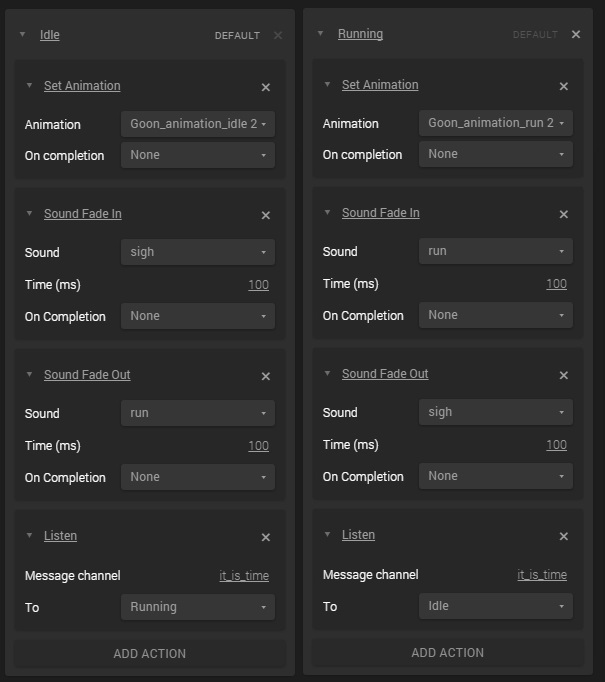 Idle DEFAULT
Set Animation
Animation Goon_animation_idle 2
On completion None
Sound Fade In
Sound sigh
Time (ms) 100
On Completion None
Sound Fade Out
Sound run
Time (ms) 100
On Completion None
Listen
Message channel it_is_time
To Running
ADD ACTION
Running DEFAULT
Set Animation
Animation Goon_animation_run 2
On completion None
Sound Fade In
Sound run
Time (ms) 100
On Completion None
Sound Fade Out
Sound sigh
Time (ms) 100
On Completion None
Listen
Message channel it_is_time
To Idle
ADD ACTION